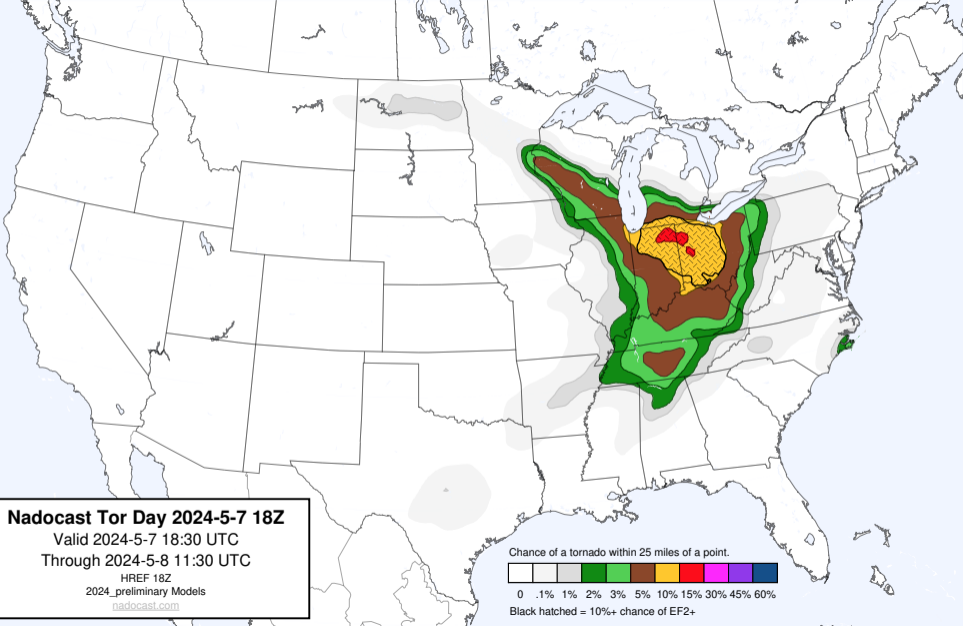 Nadocast Tor Day 2024-5-7 18Z
Valid 2024-5-7 18:30 UTC
Through 2024-5-8 11:30 UTC
HREF 18Z
2024_preliminary Models
nadocast.com
Chance of a tornado within 25 miles of a point.
0 .1% 1% 2% 3% 5% 10% 15% 30% 45% 60%
Black hatched = 10%+ chance of EF2+